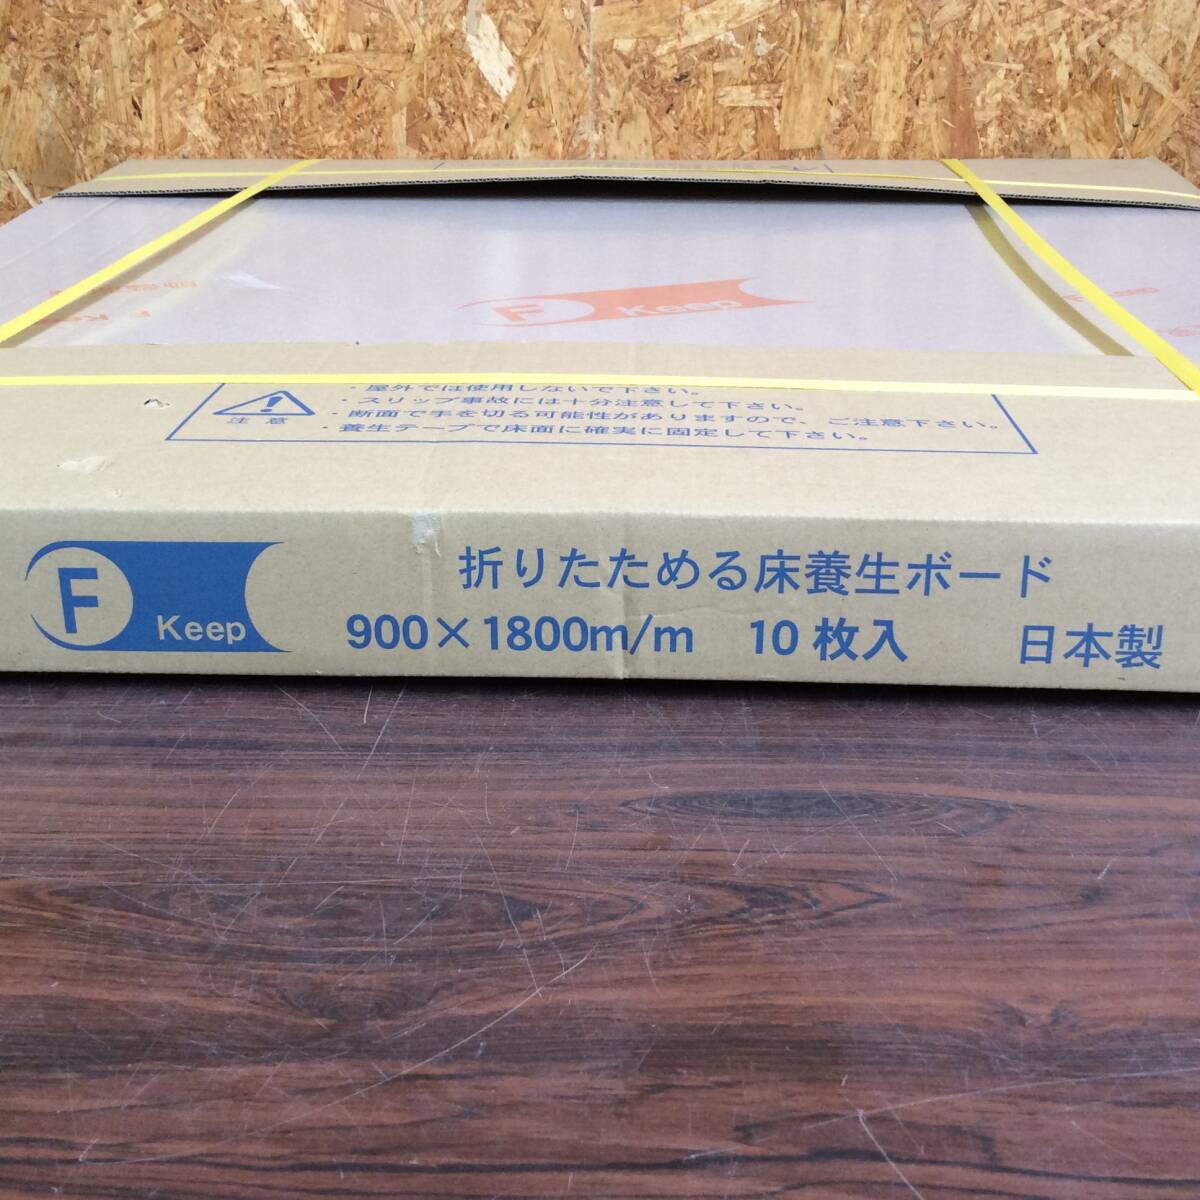 F Keep
F Keep
・屋外では使用しないで下さい。
・スリップ事故には十分注意して下さい。
・断面で手を切る可能性がありますので、ご注意下さい。
・養生テープで床面に確実に固定して下さい。
注意
F Keep
折りたためる床養生ボード
900×1800m/m 10枚入 日本製